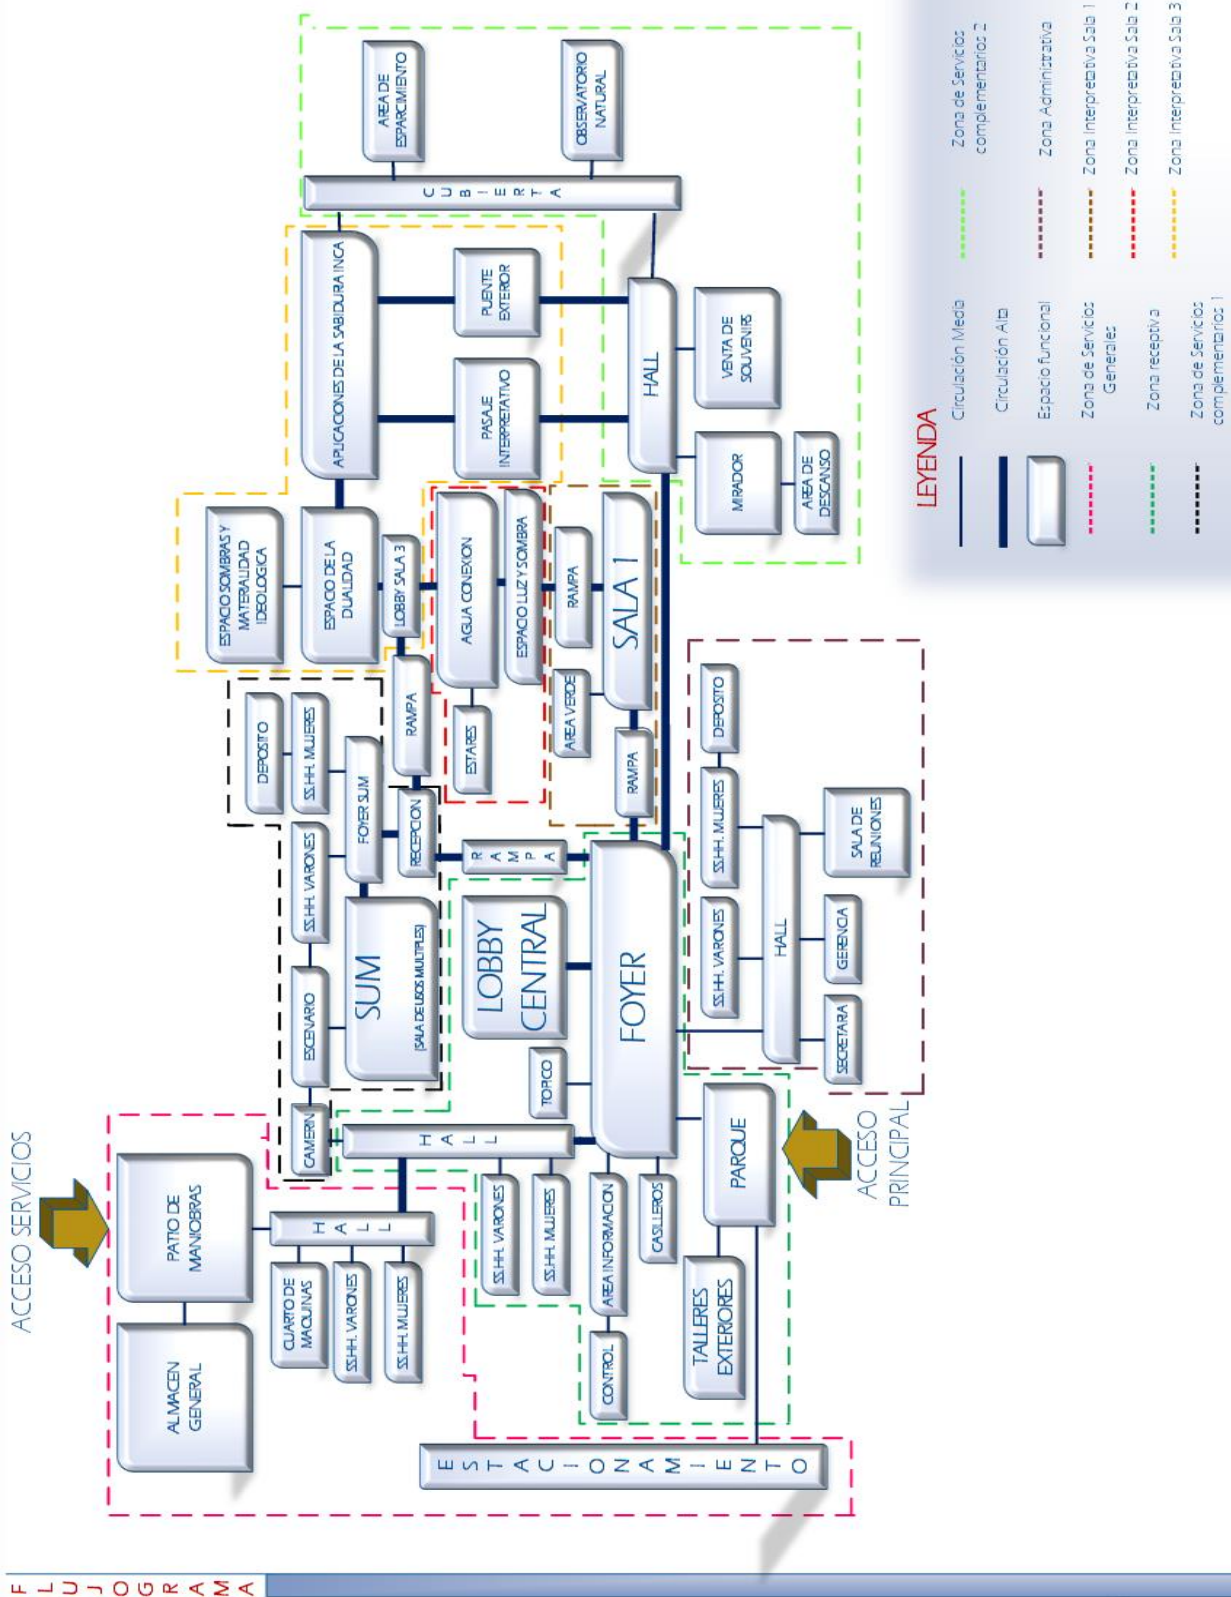 FLUJOGRAMA
ACCESO SERVICIOS
ALMACEN
GENERAL
PATIO DE
MANIOBRAS
CUARTO DE
MAQUINAS
SS.HH. VARONES
SS.HH. MUJERES
HALL
ESTACIONAMIENTO
CAMERIN
ESCENARIO
SS.HH. VARONES
SS.HH. MUJERES
DEPOSITO
SUM
(SALA DE USOS MULTIPLES)
FOYER SUM
RECEPCION
RAMPA
HALL
SS.HH. VARONES
SS.HH. MUJERES
AREA INFORMACION
CONTROL
CASILLEROS
TOPICO
LOBBY
CENTRAL
RAMPA
FOYER
TALLERES
EXTERIORES
PARQUE
ACCESO
PRINCIPAL
SS.HH. VARONES
SS.HH. MUJERES
DEPOSITO
HALL
SECRETARA
GERENCIA
SALA DE
REUNIONES
RAMPA
SALA 1
AREA VERDE
RAMPA
ESTARES
AGUA CONEXION
ESPACIO LUZ Y SOMBRA
LOBBY SALA 3
ESPACIO DE LA
DUALIDAD
ESPACIO SOMBRAS Y
MATERIALIDAD
IDEOLOGICA
APLICACIONES DE LA SABIDURA INCA
PASAJE
INTERPRETATIVO
PUENTE
EXTERIOR
HALL
MIRADOR
AREA DE
DESCANSO
VENTA DE
SOUVENIRS
CUBIERTA
AREA DE
ESPARCIMIENTO
OBSERVATORIO
NATURAL
LEYENDA
Circulación Media
Circulación Alta
Espacio funcional
Zona de Servicios
Generales
Zona receptiva
Zona de Servicios
complementarios 1
Zona de Servicios
complementarios 2
Zona Administrativa
Zona Interpretativa Sala 1
Zona Interpretativa Sala 2
Zona Interpretativa Sala 3